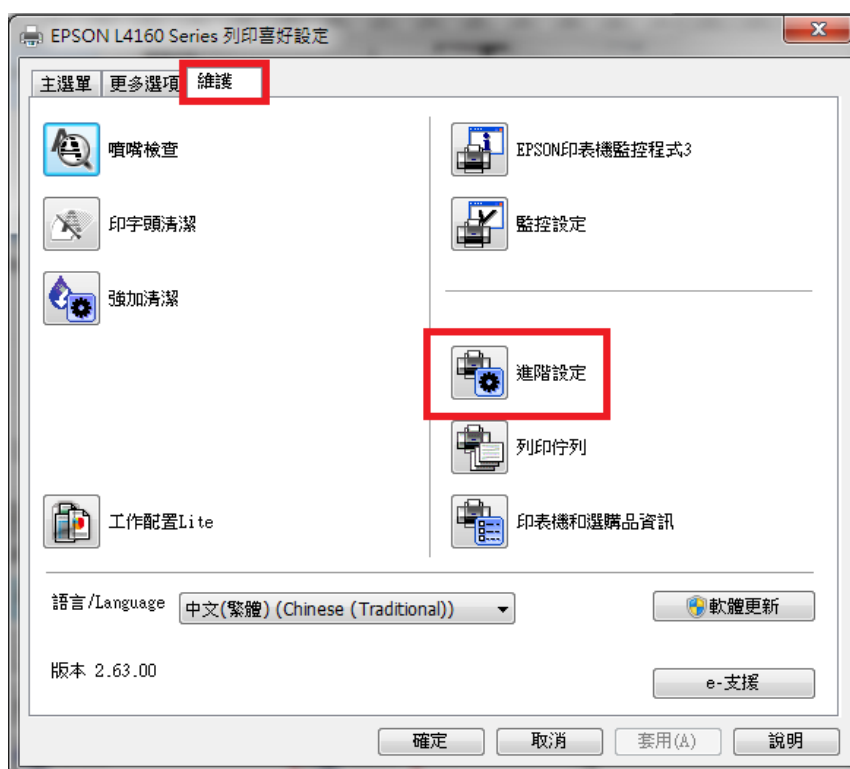 EPSON L4160 Series 列印喜好設定
主選單 更多選項 維護
噴嘴檢查
印字頭清潔
強加清潔
工作配置Lite
EPSON印表機監控程式3
監控設定
進階設定
列印佇列
印表機和選購品資訊
語言/Language 中文(繁體) (Chinese (Traditional))
軟體更新
版本 2.63.00
e-支援
確定 取消 套用(A) 說明